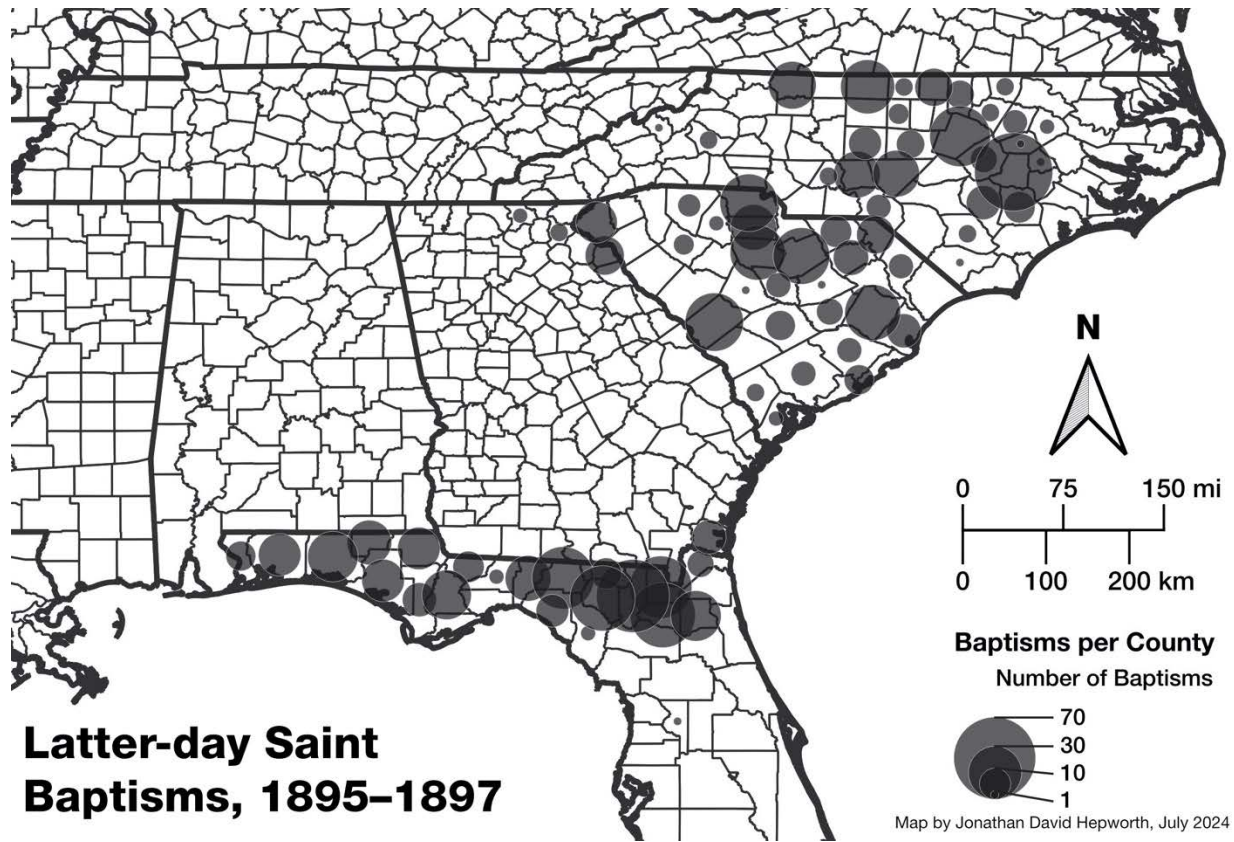 N
0 75 150 mi
0 100 200 km
Baptisms per County
Number of Baptisms
70
30
10
1
Latter-day Saint
Baptisms, 1895–1897
Map by Jonathan David Hepworth, July 2024